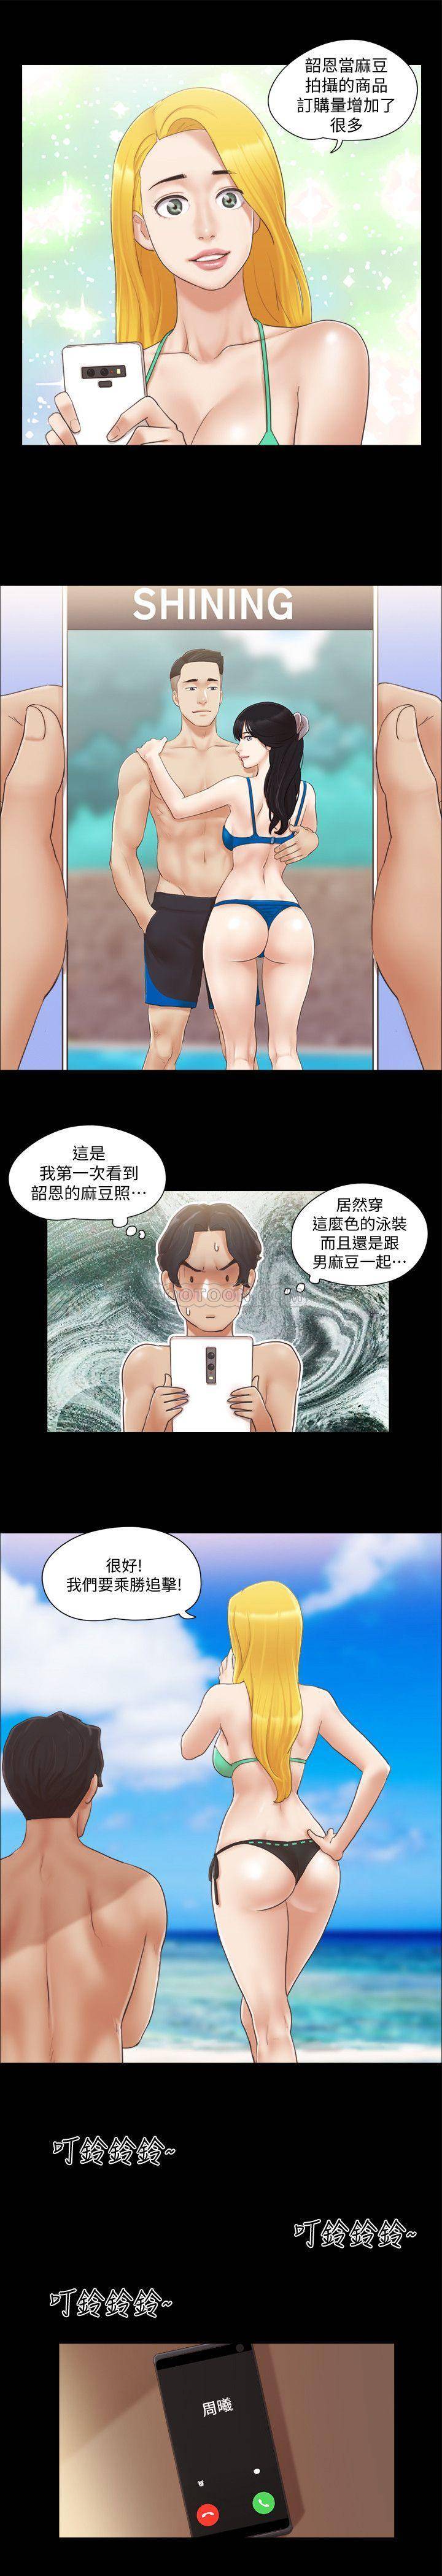 韶恩當麻豆
拍攝的商品
訂購量增加了
很多
SHINING
這是
我第一次看到
韶恩的麻豆照⋯
居然穿
這麼色的泳裝
而且還是跟
男麻豆一起⋯
很好!
我們要乘勝追擊!
叮鈴鈴鈴~
叮鈴鈴鈴~
叮鈴鈴鈴~
周曦